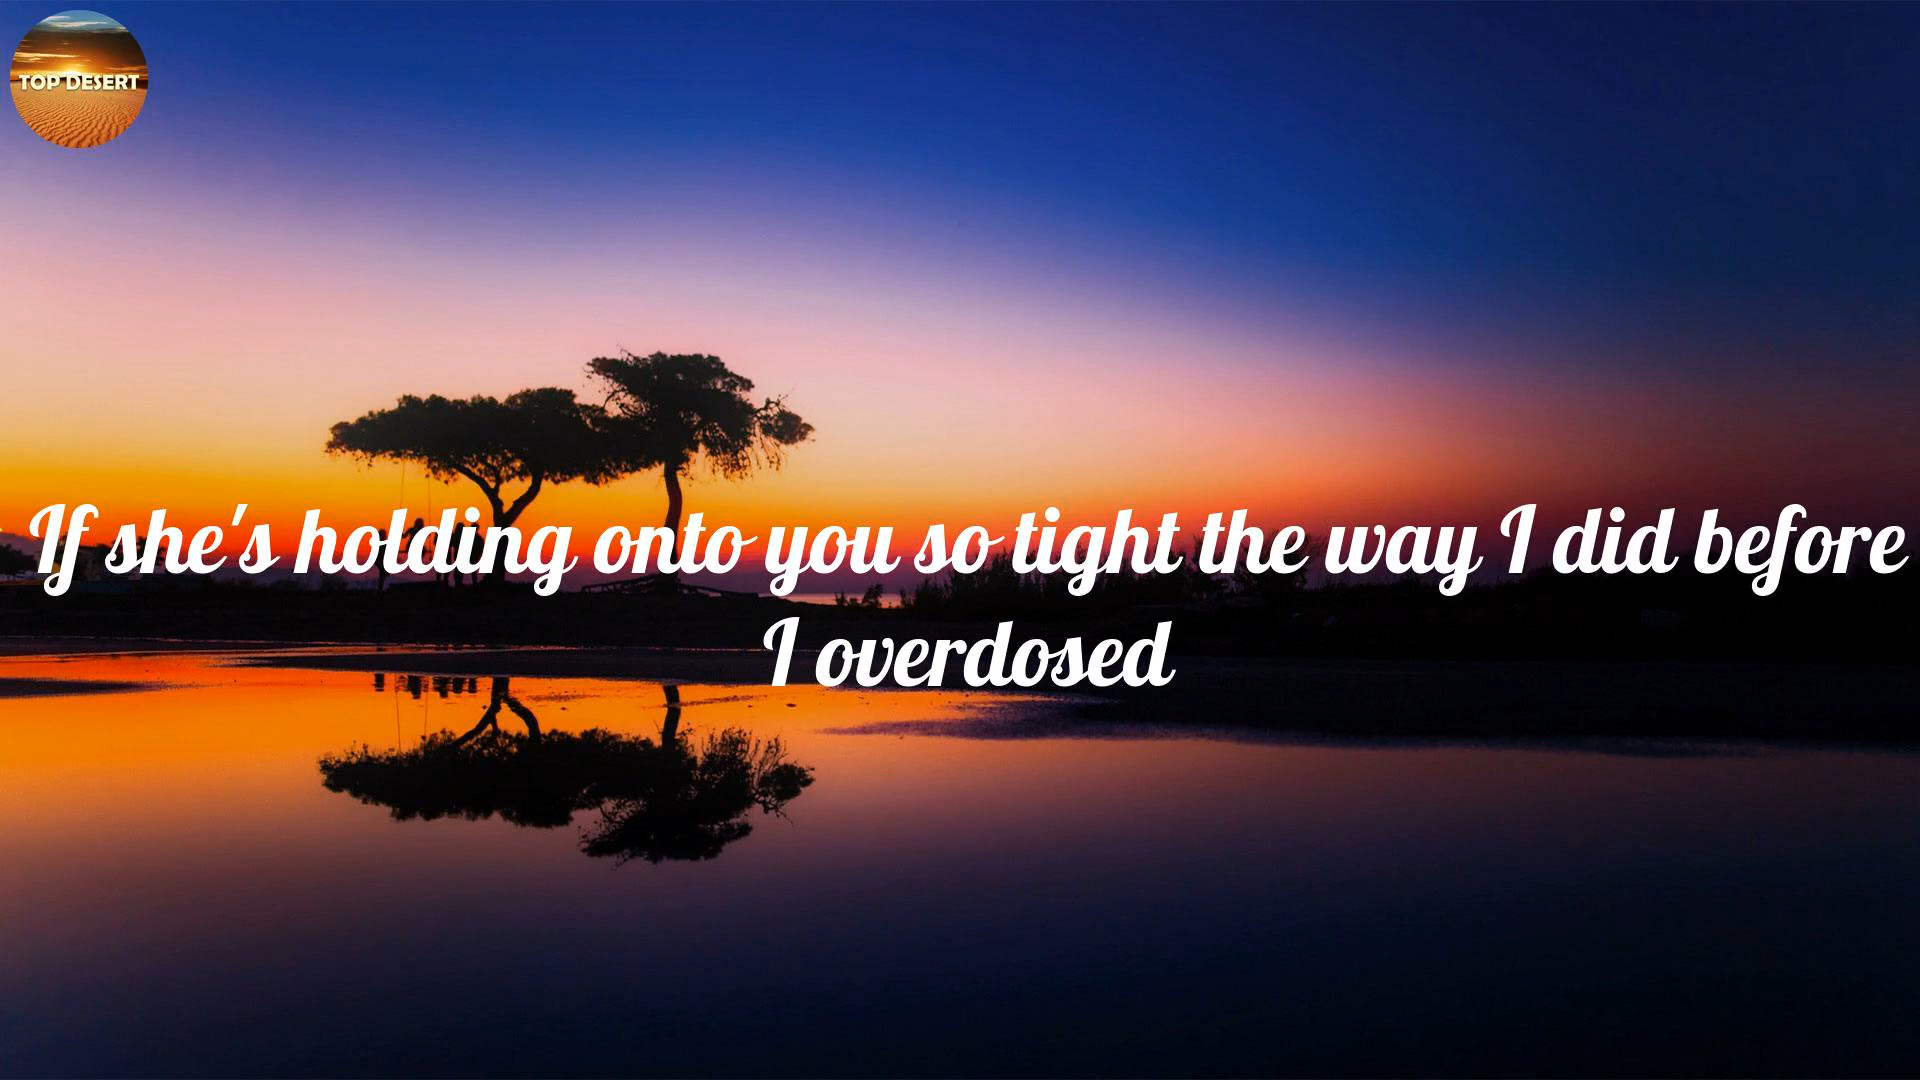 TOP DESERT
If she's holding onto you so tight the way I did before
I overdosed